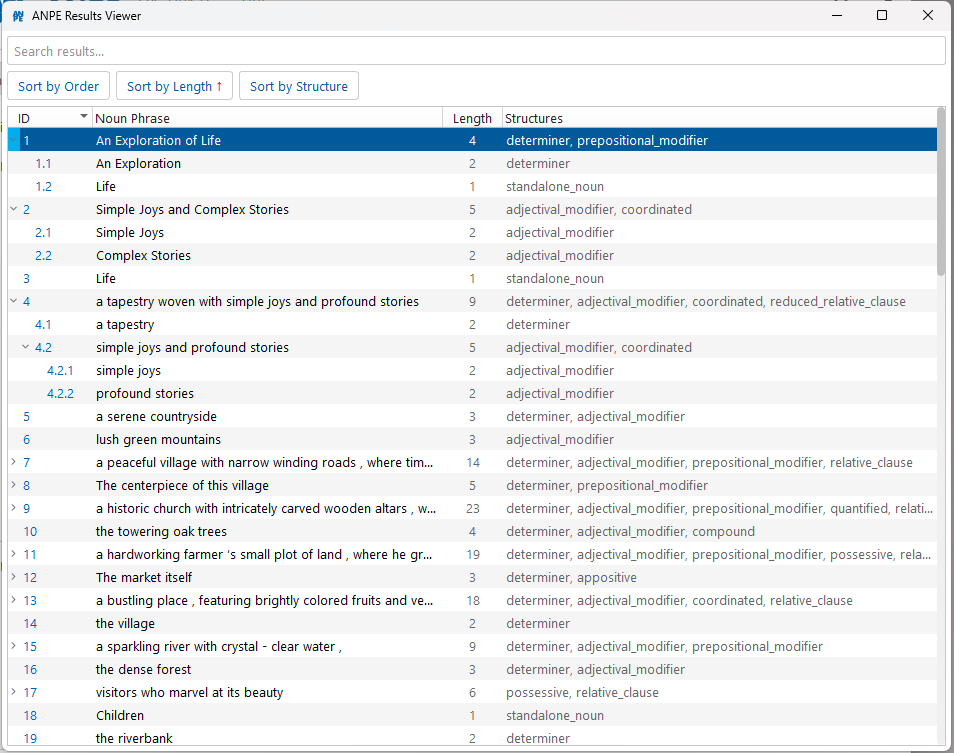 ANPE Results Viewer
Search results...
Sort by Order Sort by Length ↑ Sort by Structure
ID Noun Phrase Length Structures
1 An Exploration of Life 4 determiner, prepositional_modifier
1.1 An Exploration 2 determiner
1.2 Life 1 standalone_noun
2 Simple Joys and Complex Stories 5 adjectival_modifier, coordinated
2.1 Simple Joys 2 adjectival_modifier
2.2 Complex Stories 2 adjectival_modifier
3 Life 1 standalone_noun
4 a tapestry woven with simple joys and profound stories 9 determiner, adjectival_modifier, coordinated, reduced_relative_clause
4.1 a tapestry 2 determiner
4.2 simple joys and profound stories 5 adjectival_modifier, coordinated
4.2.1 simple joys 2 adjectival_modifier
4.2.2 profound stories 2 adjectival_modifier
5 a serene countryside 3 determiner, adjectival_modifier
6 lush green mountains 3 adjectival_modifier
7 a peaceful village with narrow winding roads , where tim... 14 determiner, adjectival_modifier, prepositional_modifier, relative_clause
8 The centerpiece of this village 5 determiner, prepositional_modifier
9 a historic church with intricately carved wooden altars , w... 23 determiner, adjectival_modifier, prepositional_modifier, quantified, relati...
10 the towering oak trees 4 determiner, adjectival_modifier, compound
11 a hardworking farmer 's small plot of land , where he gr... 19 determiner, adjectival_modifier, prepositional_modifier, possessive, rela...
12 The market itself 3 determiner, appositive
13 a bustling place , featuring brightly colored fruits and ve... 18 determiner, adjectival_modifier, coordinated, relative_clause
14 the village 2 determiner
15 a sparkling river with crystal - clear water , 9 determiner, adjectival_modifier, prepositional_modifier
16 the dense forest 3 determiner, adjectival_modifier
17 visitors who marvel at its beauty 6 possessive, relative_clause
18 Children 1 standalone_noun
19 the riverbank 2 determiner